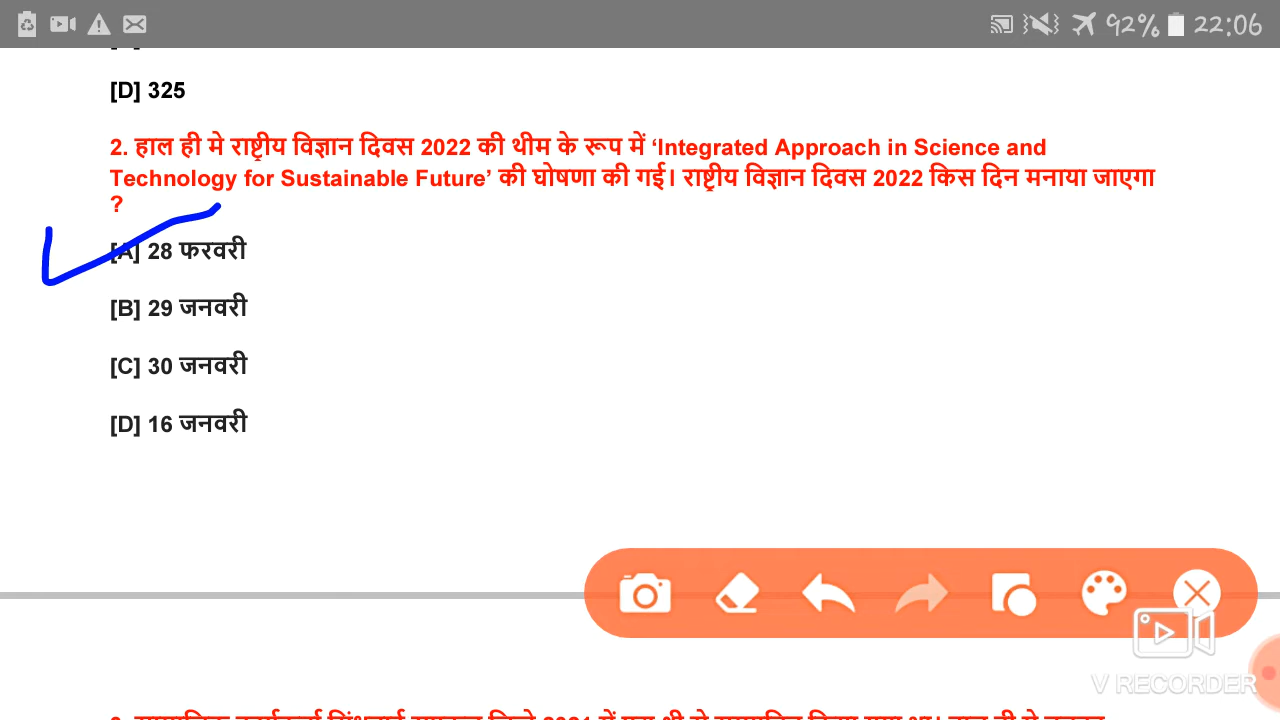 92% 22:06
[D] 325
2. हाल ही मे राष्ट्रीय विज्ञान दिवस 2022 की थीम के रूप में ‘Integrated Approach in Science and
Technology for Sustainable Future’ की घोषणा की गई। राष्ट्रीय विज्ञान दिवस 2022 किस दिन मनाया जाएगा
?
[A] 28 फरवरी
[B] 29 जनवरी
[C] 30 जनवरी
[D] 16 जनवरी
V RECORDER